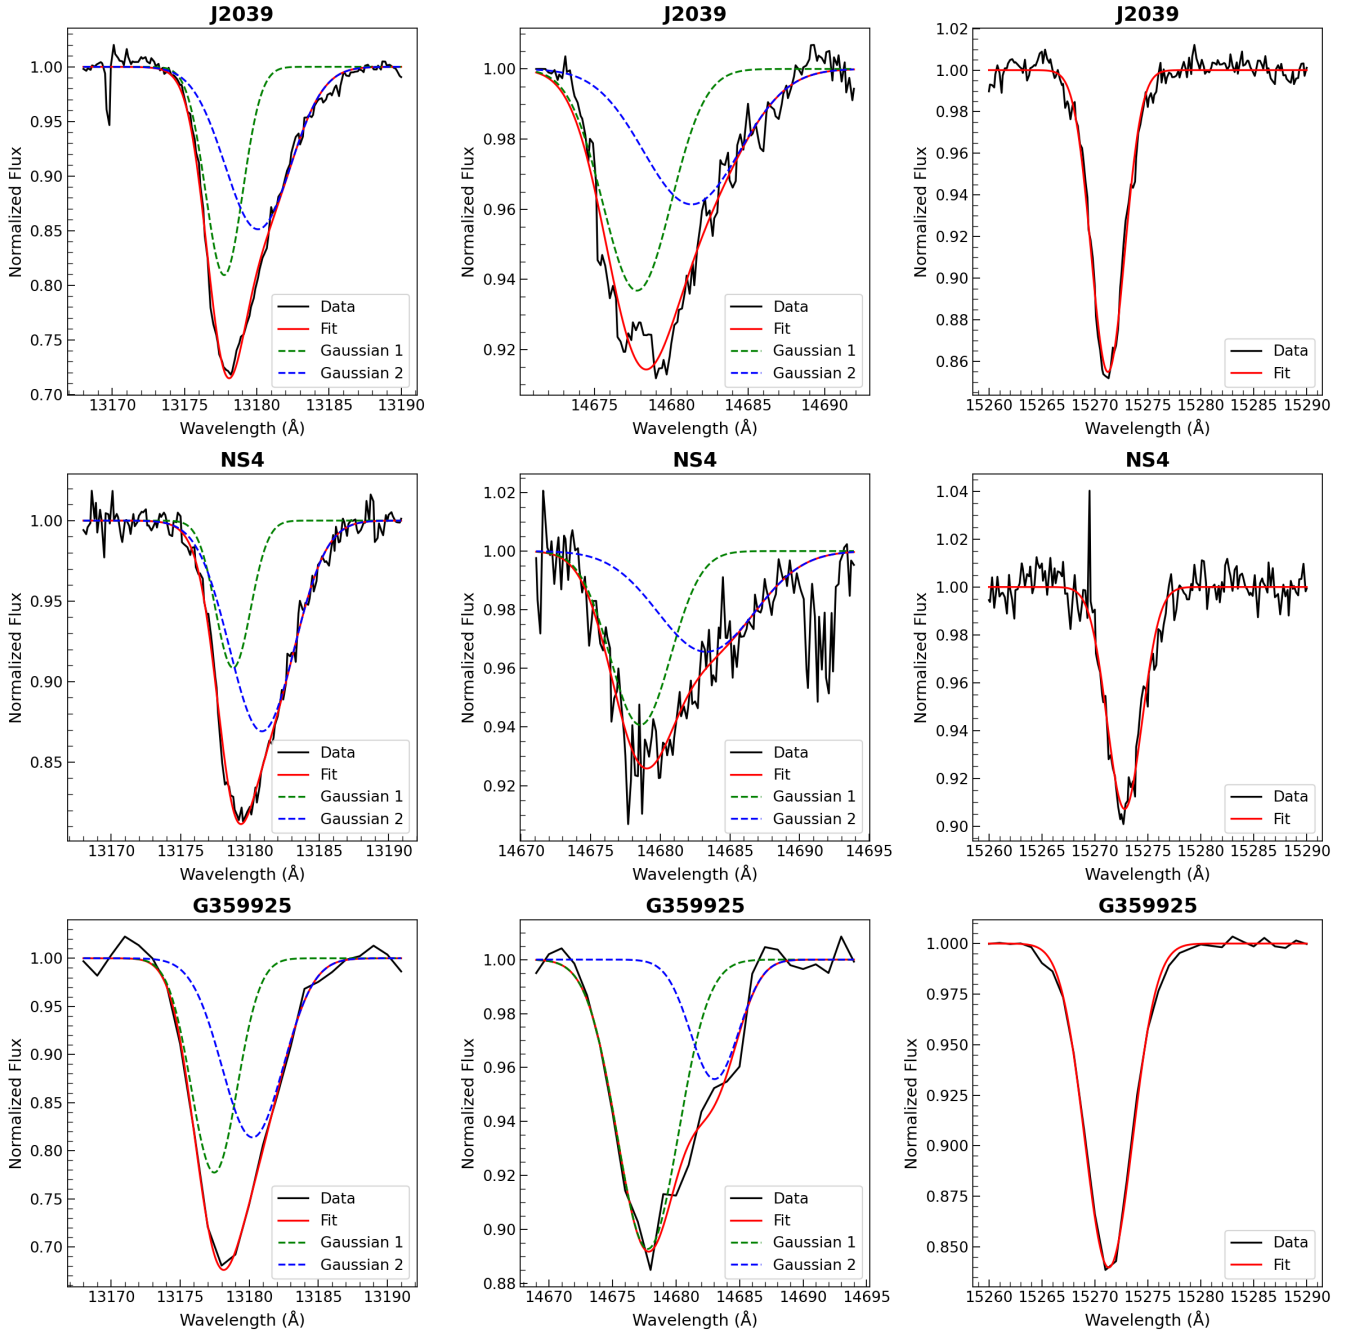 J2039
Normalized Flux
1.00
0.95
0.90
0.85
0.80
0.75
0.70
Data
Fit
Gaussian 1
Gaussian 2
13170 13175 13180 13185 13190
Wavelength (Å)
J2039
Normalized Flux
1.00
0.98
0.96
0.94
0.92
Data
Fit
Gaussian 1
Gaussian 2
14675 14680 14685 14690
Wavelength (Å)
J2039
Normalized Flux
1.02
1.00
0.98
0.96
0.94
0.92
0.90
0.88
0.86
Data
Fit
15260 15265 15270 15275 15280 15285 15290
Wavelength (Å)
NS4
Normalized Flux
1.00
0.95
0.90
0.85
Data
Fit
Gaussian 1
Gaussian 2
13170 13175 13180 13185 13190
Wavelength (Å)
NS4
Normalized Flux
1.02
1.00
0.98
0.96
0.94
0.92
Data
Fit
Gaussian 1
Gaussian 2
14670 14675 14680 14685 14690 14695
Wavelength (Å)
NS4
Normalized Flux
1.04
1.02
1.00
0.98
0.96
0.94
0.92
0.90
Data
Fit
15260 15265 15270 15275 15280 15285 15290
Wavelength (Å)
G359925
Normalized Flux
1.00
0.95
0.90
0.85
0.80
0.75
0.70
Data
Fit
Gaussian 1
Gaussian 2
13170 13175 13180 13185 13190
Wavelength (Å)
G359925
Normalized Flux
1.00
0.98
0.96
0.94
0.92
0.90
0.88
Data
Fit
Gaussian 1
Gaussian 2
14670 14675 14680 14685 14690 14695
Wavelength (Å)
G359925
Normalized Flux
1.000
0.975
0.950
0.925
0.900
0.875
0.850
Data
Fit
15260 15265 15270 15275 15280 15285 15290
Wavelength (Å)